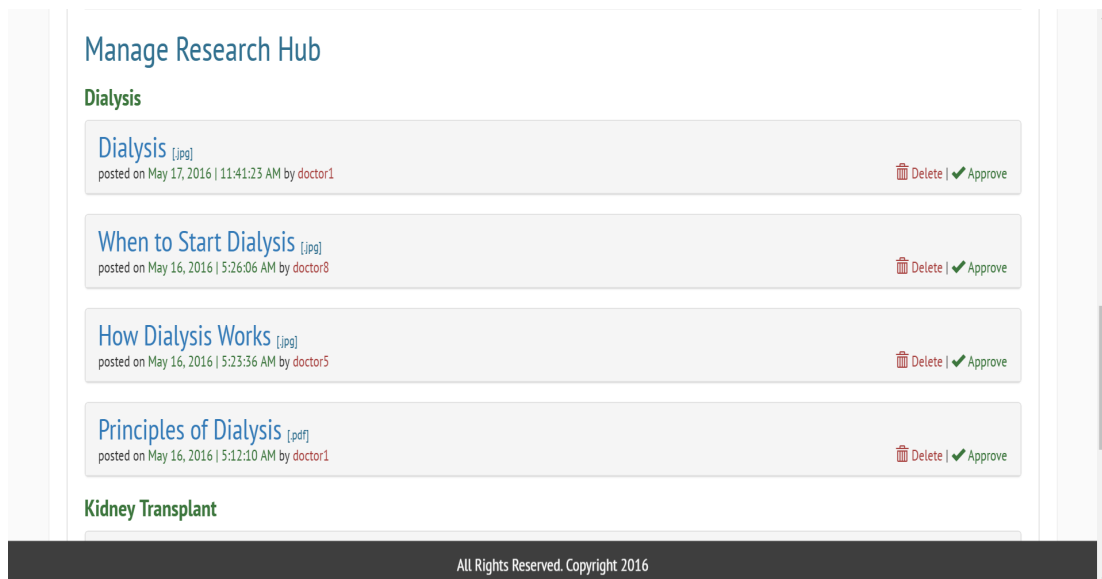 Manage Research Hub
Dialysis
Dialysis [.jpg]
posted on May 17, 2016 | 11:41:23 AM by doctor1 Delete | Approve
When to Start Dialysis [.jpg]
posted on May 16, 2016 | 5:26:06 AM by doctor8 Delete | Approve
How Dialysis Works [.jpg]
posted on May 16, 2016 | 5:23:36 AM by doctor5 Delete | Approve
Principles of Dialysis [.pdf]
posted on May 16, 2016 | 5:12:10 AM by doctor1 Delete | Approve
Kidney Transplant
All Rights Reserved. Copyright 2016